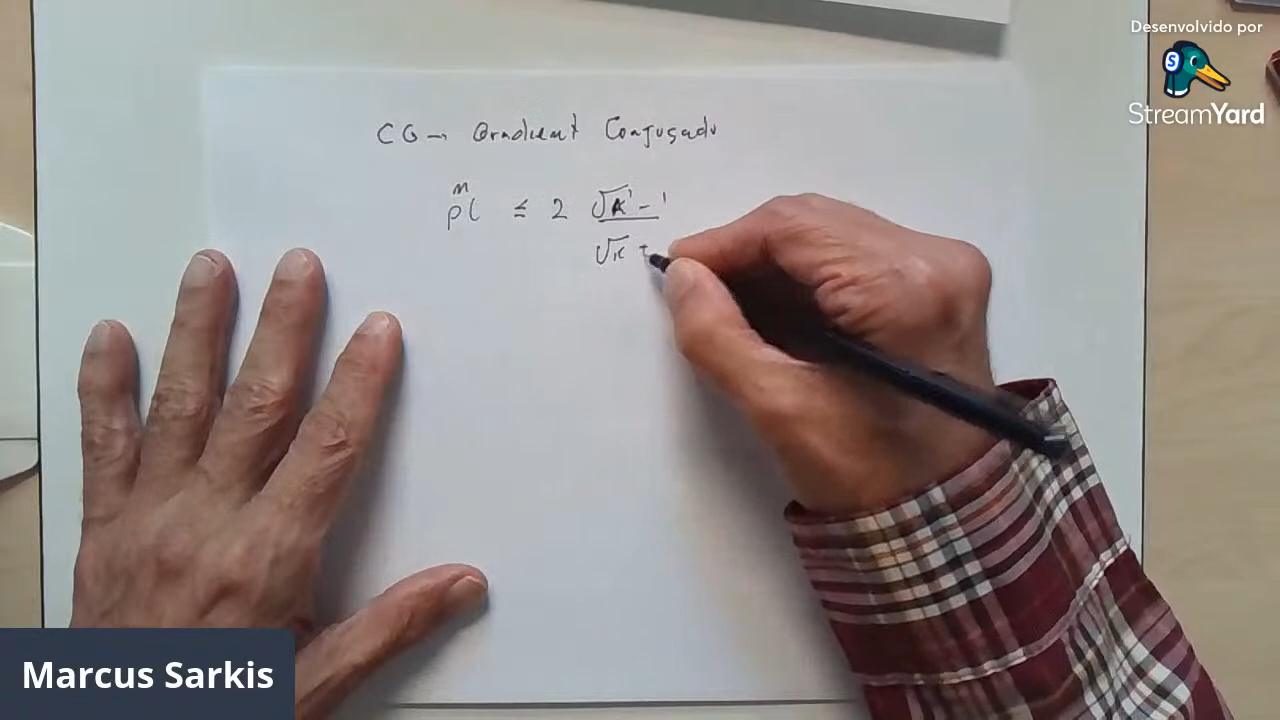 Desenvolvido por
StreamYard
CG → Gradient Conjugado
ρ(^m ≤ 2 (√κ - 1)/(√κ +
Marcus Sarkis